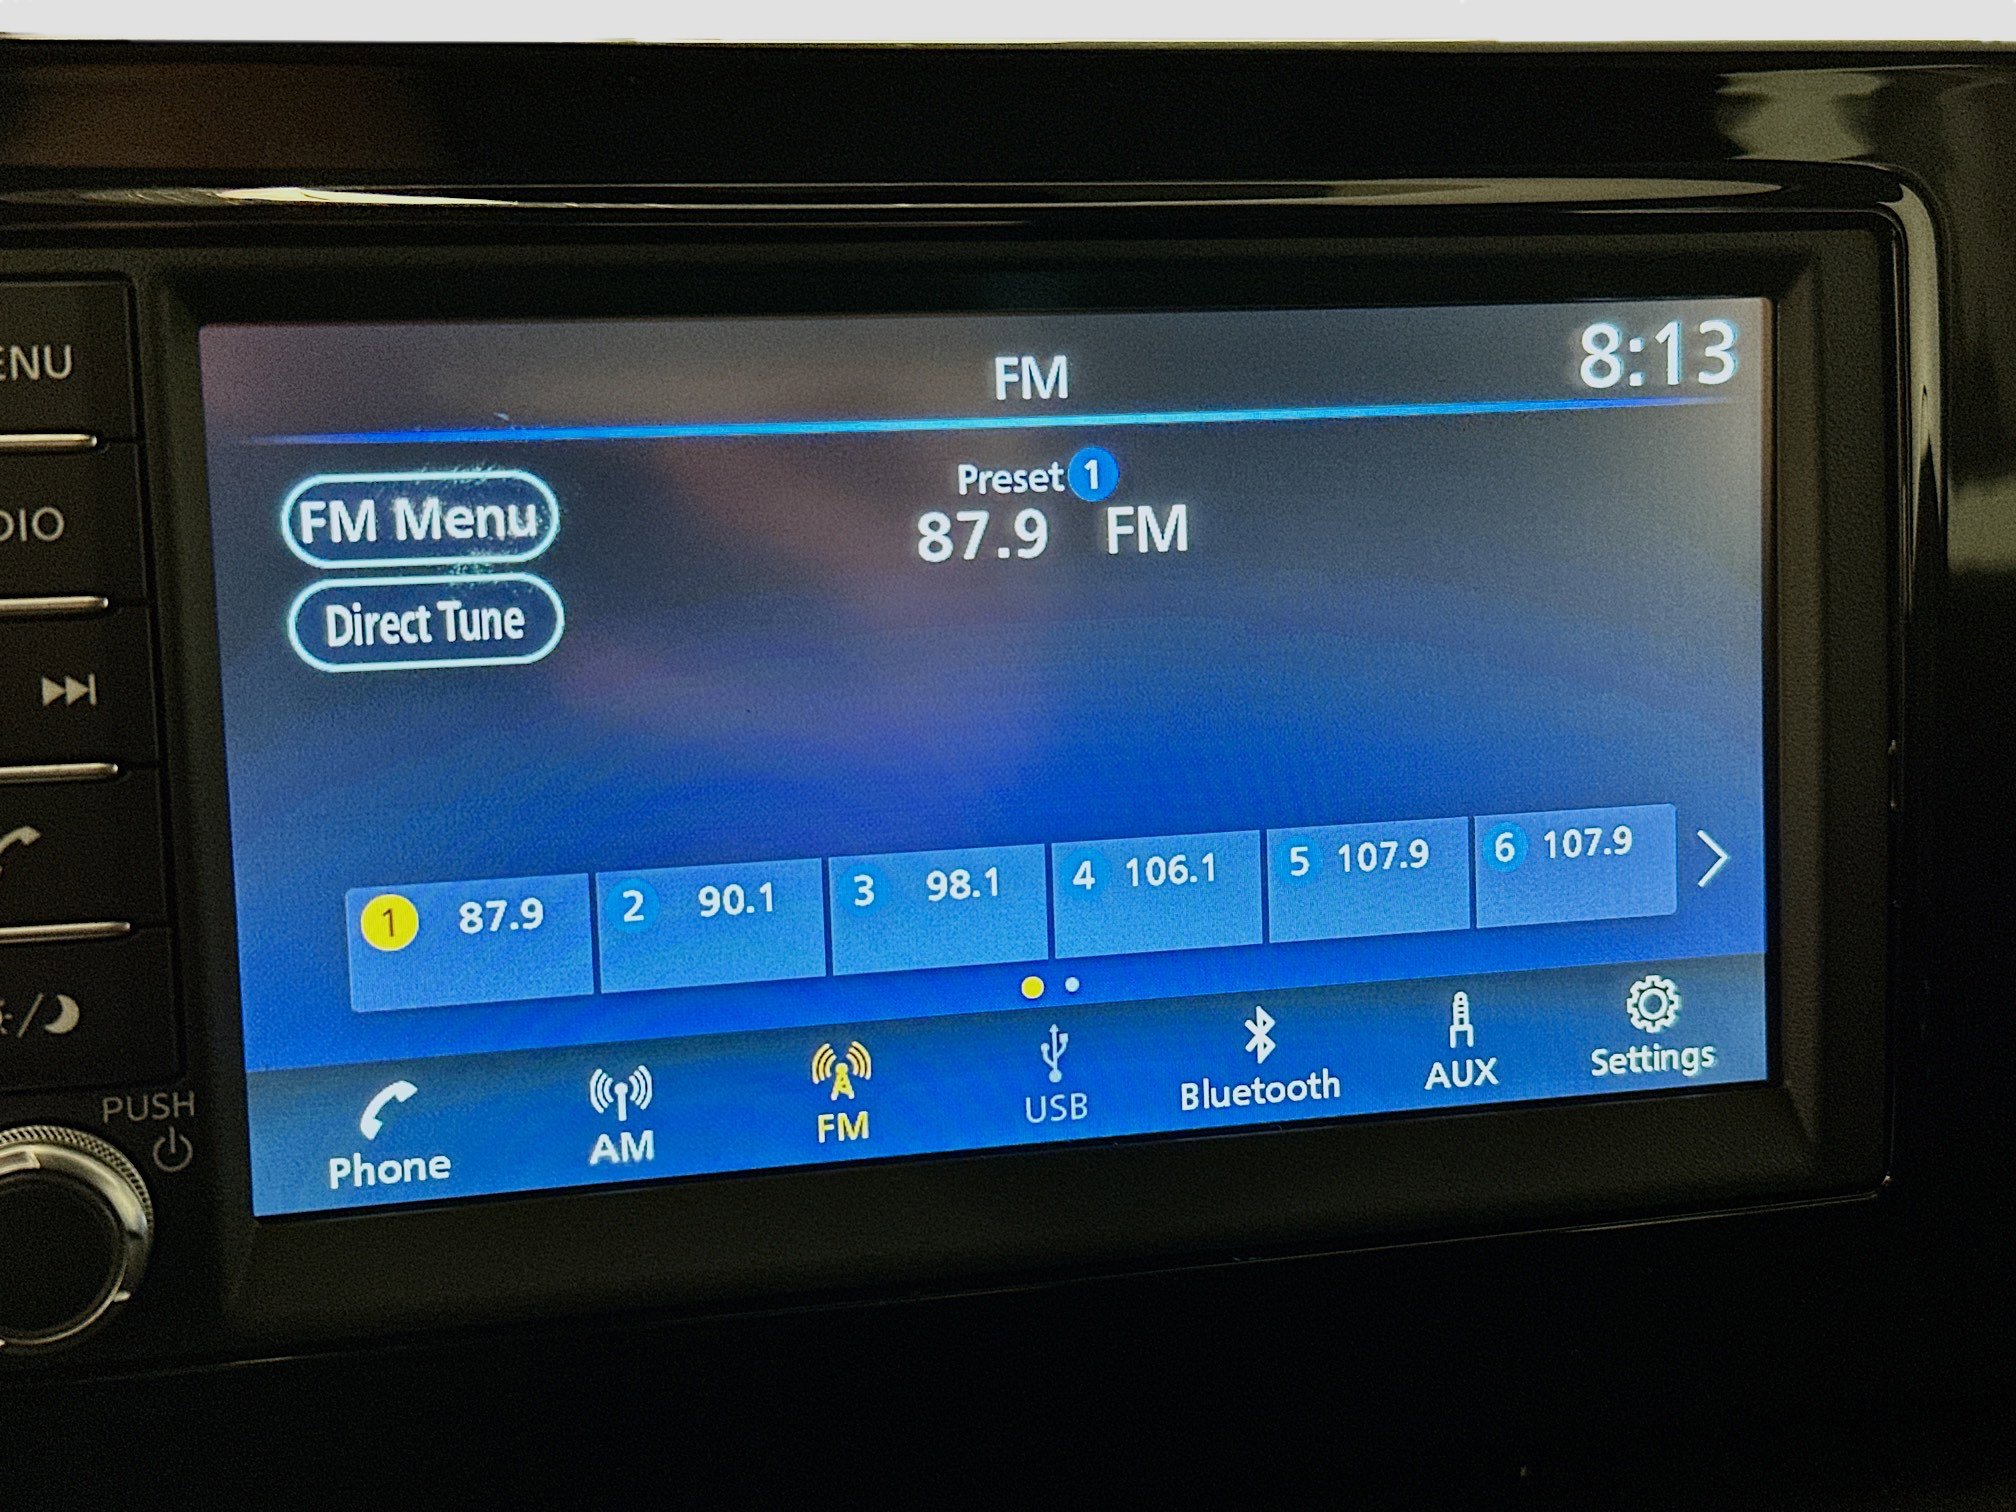 FM
8:13
Preset 1
87.9 FM
FM Menu
Direct Tune
1 87.9
2 90.1
3 98.1
4 106.1
5 107.9
6 107.9
Phone
AM
FM
USB
Bluetooth
AUX
Settings
ENU
DIO
PUSH